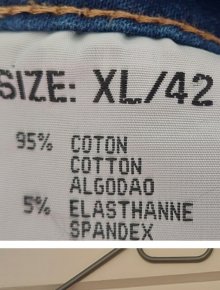 SIZE: XL/42
95% COTON
COTTON
ALGODAO
5% ELASTHANNE
SPANDEX